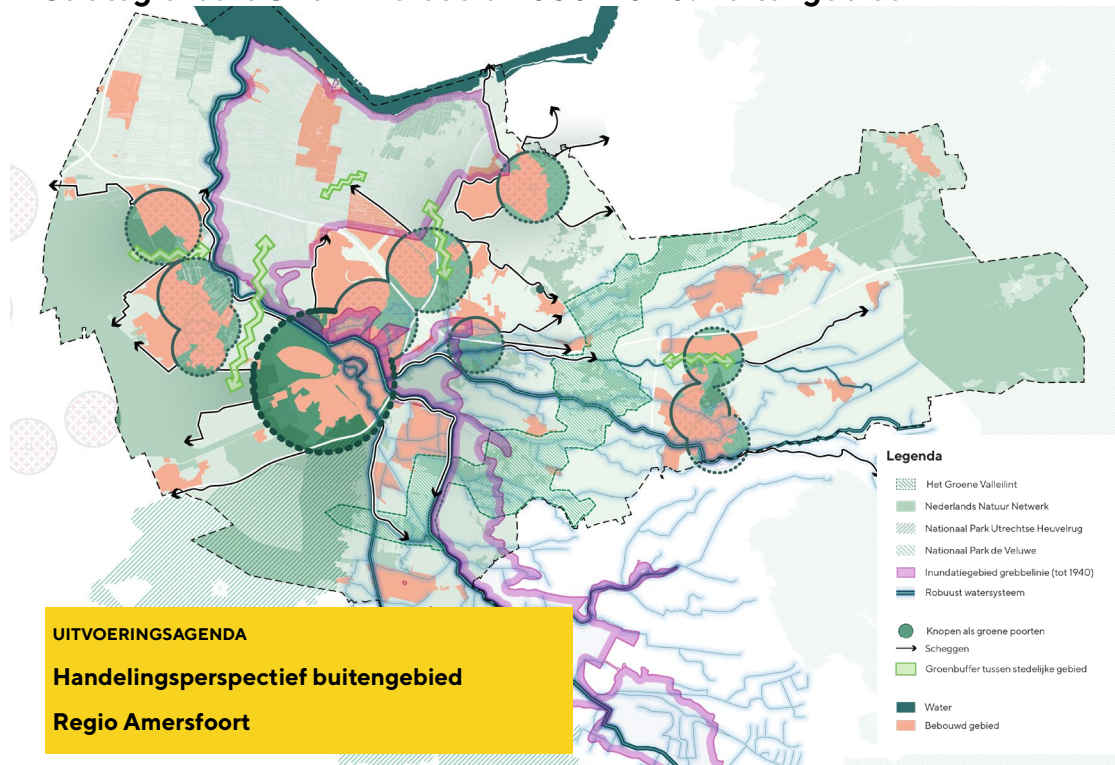 UITVOERINGSAGENDA
Handelingsperspectief buitengebied
Regio Amersfoort
Legenda
Het Groene Valleilint
Nederlands Natuur Netwerk
Nationaal Park Utrechtse Heuvelrug
Nationaal Park de Veluwe
Inundatiegebied grebbelinie (tot 1940)
Robuust watersysteem
Knopen als groene poorten
Scheggen
Groenbuffer tussen stedelijke gebied
Water
Bebouwd gebied